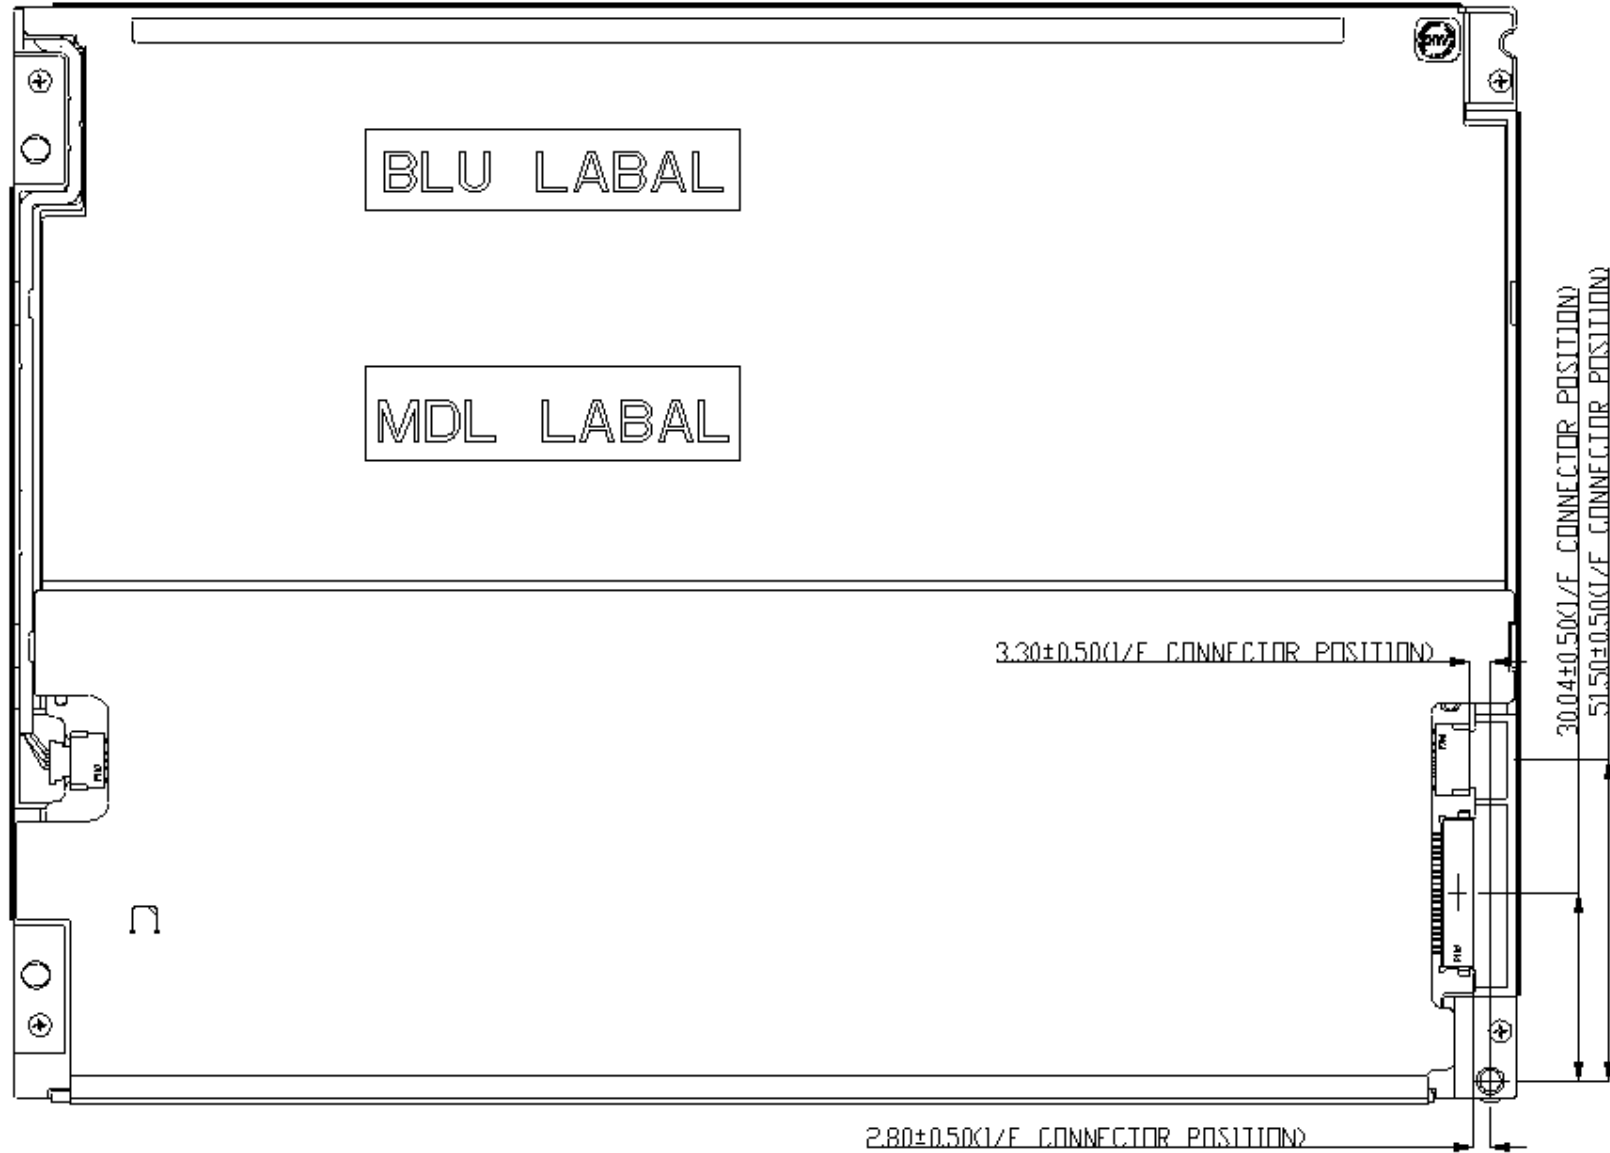 AUO
BLU LABAL
MDL LABAL
3.30±0.50(I/F CONNECTOR POSITION)
30.04±0.50(I/F CONNECTOR POSITION)
51.50±0.50(I/F CONNECTOR POSITION)
2.80±0.50(I/F CONNECTOR POSITION)